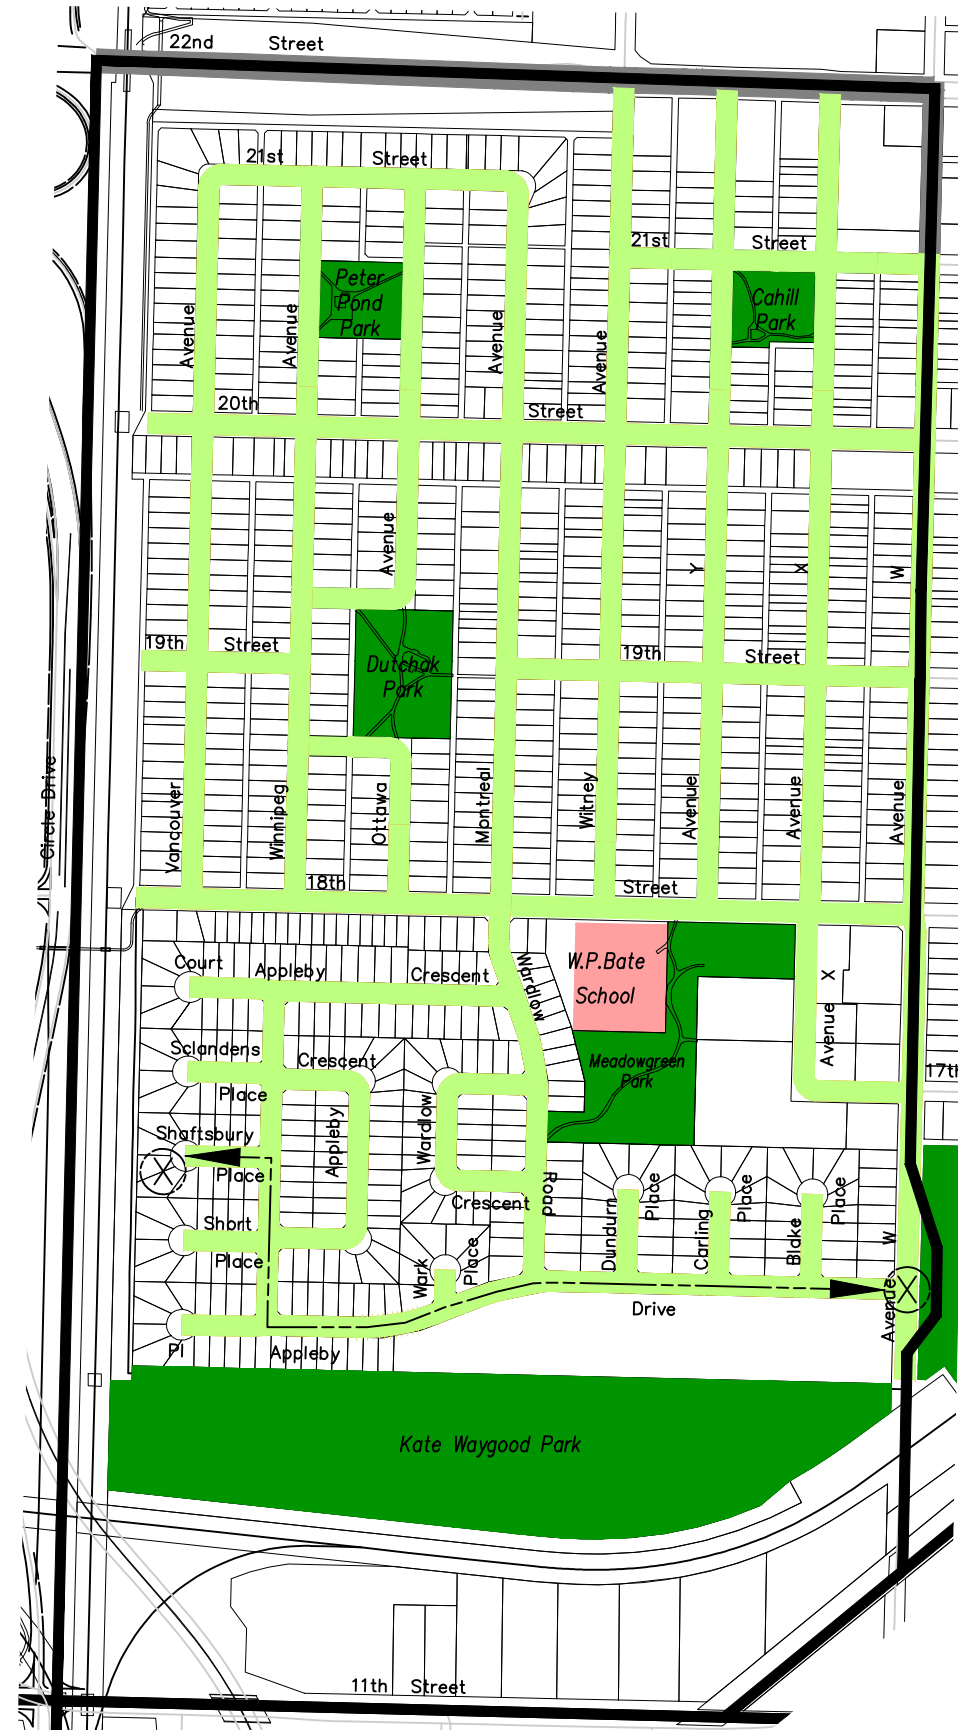 22nd Street
21st Street
21st Street
Peter
Pond
Park
Cahill
Park
Avenue
Avenue
Avenue
Avenue
20th Street
Avenue
Y
X
W
19th Street
19th Street
Dutchak
Park
Circle Drive
Vancouver
Winnipeg
Ottawa
Montreal
Witney
Avenue
Avenue
Avenue
18th Street
Court
Appleby Crescent
Wardlow
W.P.Bate
School
X
Avenue
Sclandens
Place
Crescent
Meadowgreen
Park
17th
Shaftsbury
Place
Appleby
Wardlow
Crescent
Road
Short
Place
Wark
Place
Dundurn
Place
Carling
Place
Blake
Place
W
Avenue
Drive
Pl
Appleby
Kate Waygood Park
11th Street